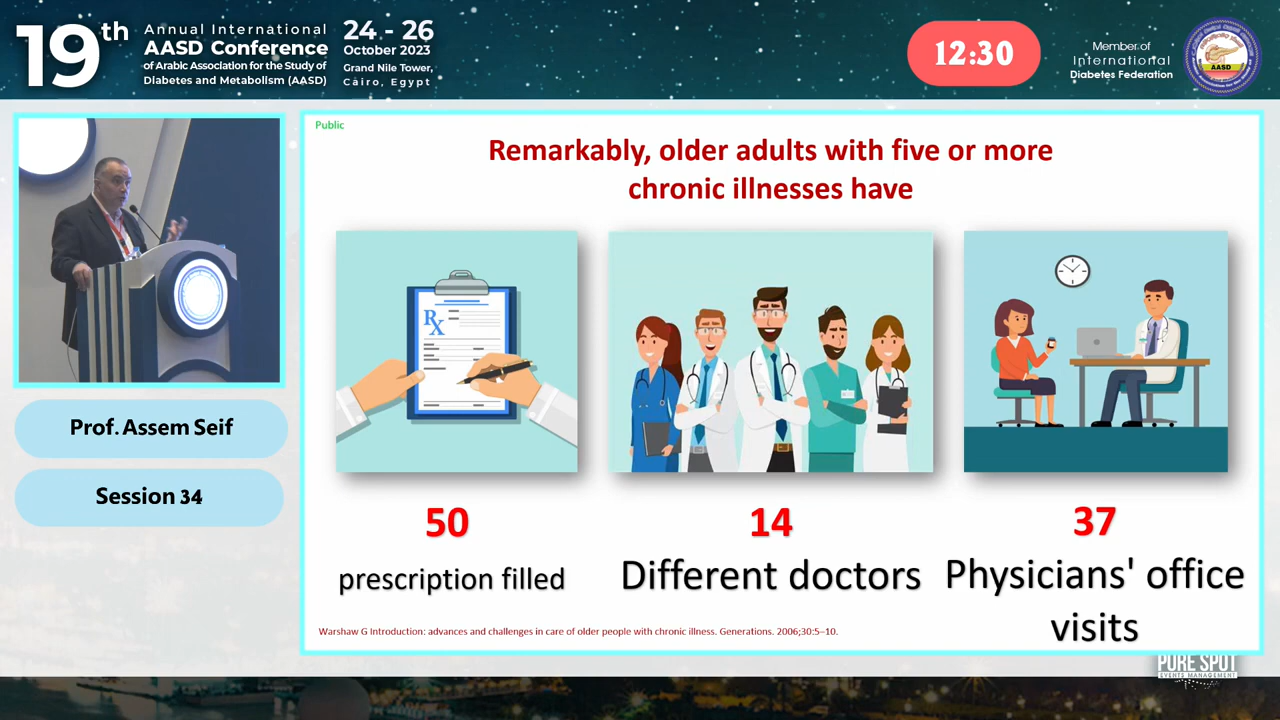 19th
Annual International
AASD Conference
of Arabic Association for the Study of
Diabetes and Metabolism (AASD)
24 - 26
October 2023
Grand Nile Tower,
Cairo, Egypt
12:30
Member of
International
Diabetes Federation
AASD
Public
Remarkably, older adults with five or more
chronic illnesses have
RX
50
prescription filled
14
Different doctors
37
Physicians' office
visits
Warshaw G Introduction: advances and challenges in care of older people with chronic illness. Generations. 2006;30:5–10.
Prof. Assem Seif
Session 34
PURE SPOT
EVENTS MANAGEMENT